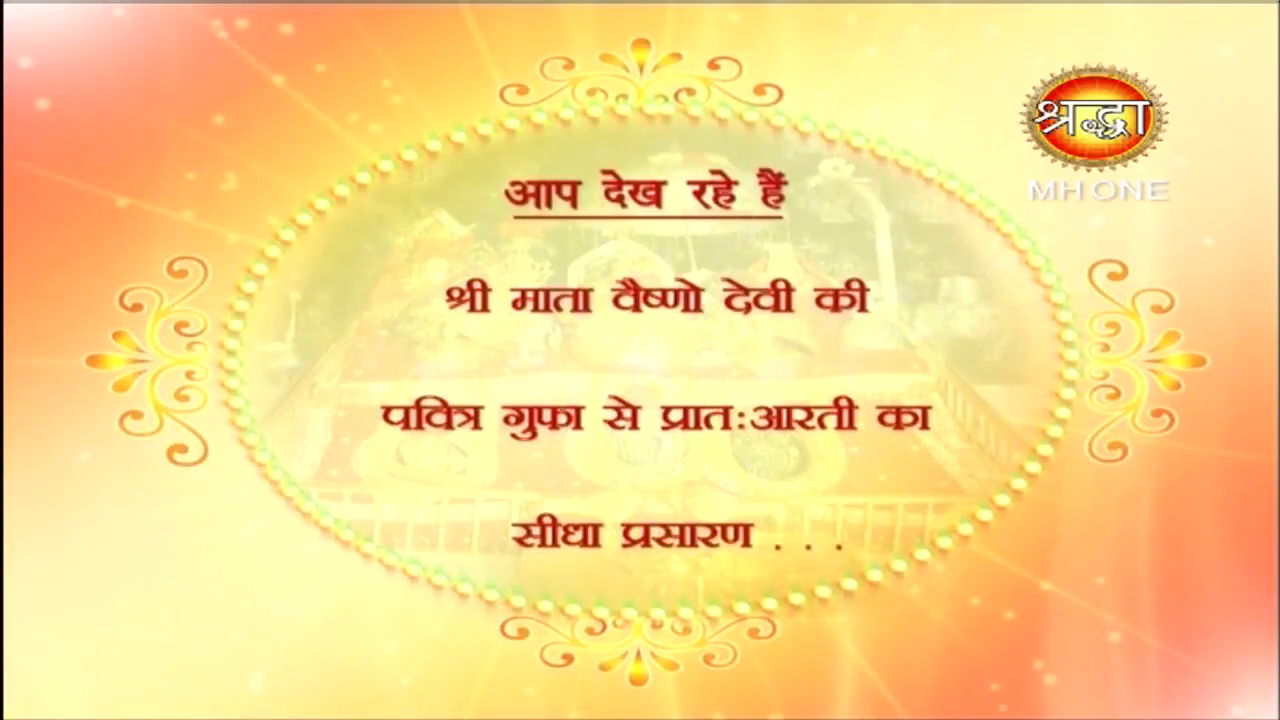 श्रद्धा
MH ONE
आप देख रहे हैं
श्री माता वैष्णो देवी की
पवित्र गुफा से प्रातःआरती का
सीधा प्रसारण . . .